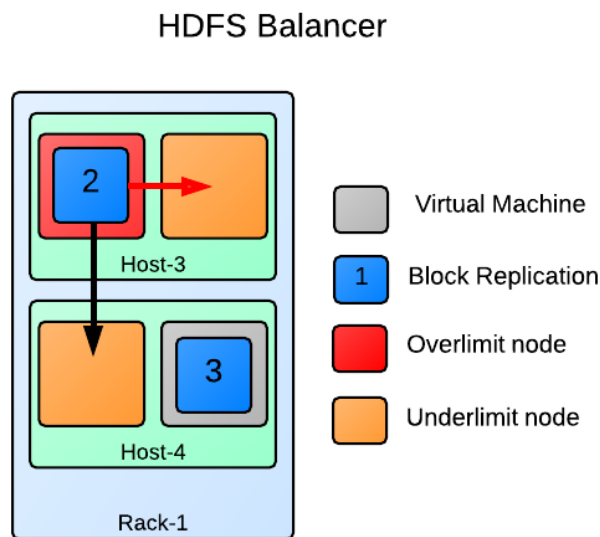 HDFS Balancer
2
Host-3
3
Host-4
Rack-1
Virtual Machine
1
Block Replication
Overlimit node
Underlimit node